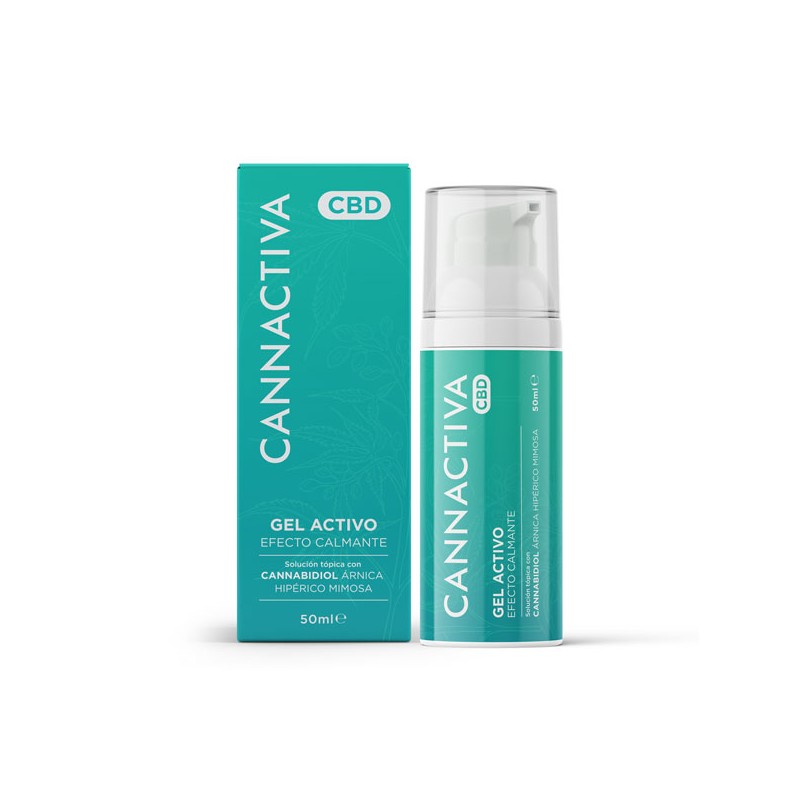 CBD
CANNACTIVA
GEL ACTIVO
EFECTO CALMANTE
Solución tópica con
CANNABIDIOL ÁRNICA
HIPÉRICO MIMOSA
50ml ℮
CANNACTIVA
CBD
GEL ACTIVO
EFECTO CALMANTE
Solución tópica con
CANNABIDIOL ÁRNICA HIPÉRICO MIMOSA
50ml ℮